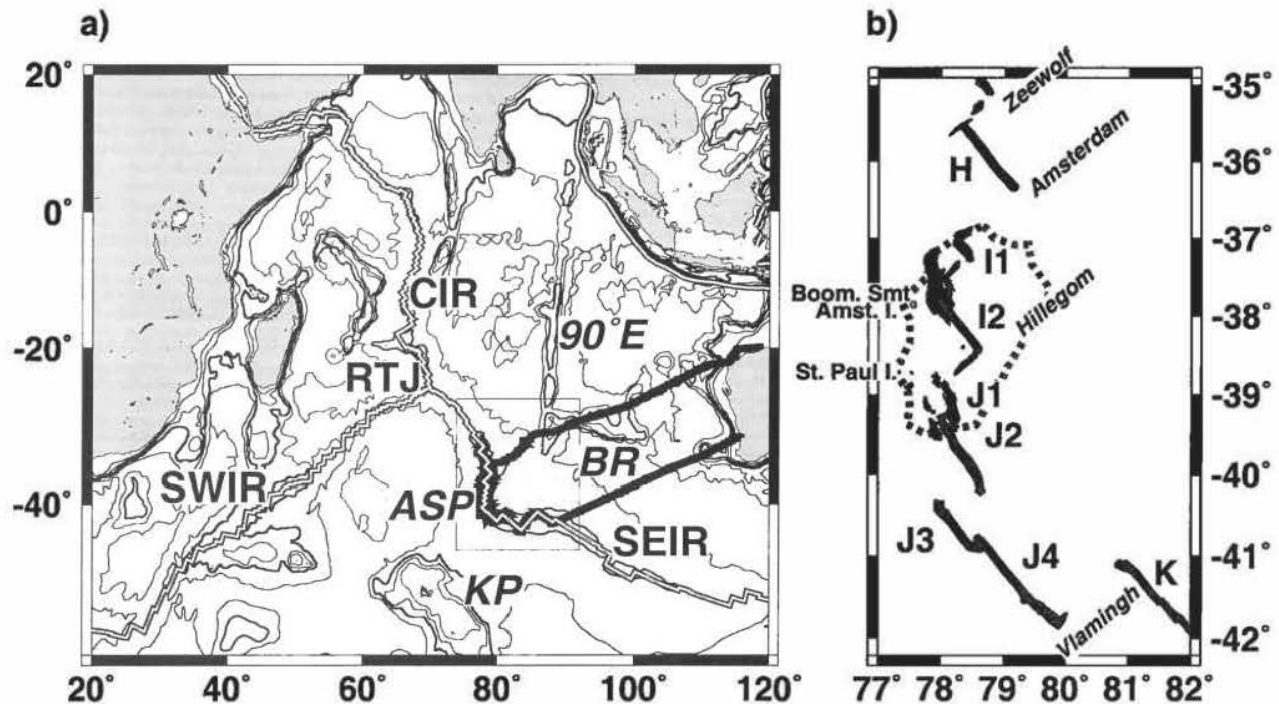 a)
20°
0°
-20°
-40°
20° 40° 60° 80° 100° 120°
CIR
90°E
RTJ
BR
SWIR
ASP
SEIR
KP
b)
-35°
-36°
-37°
-38°
-39°
-40°
-41°
-42°
77° 78° 79° 80° 81° 82°
Zeewolf
H
Amsterdam
I1
Boom. Smt.
Amst. I.
I2
Hillegom
St. Paul I.
J1
J2
J3
J4
K
Vlamingh